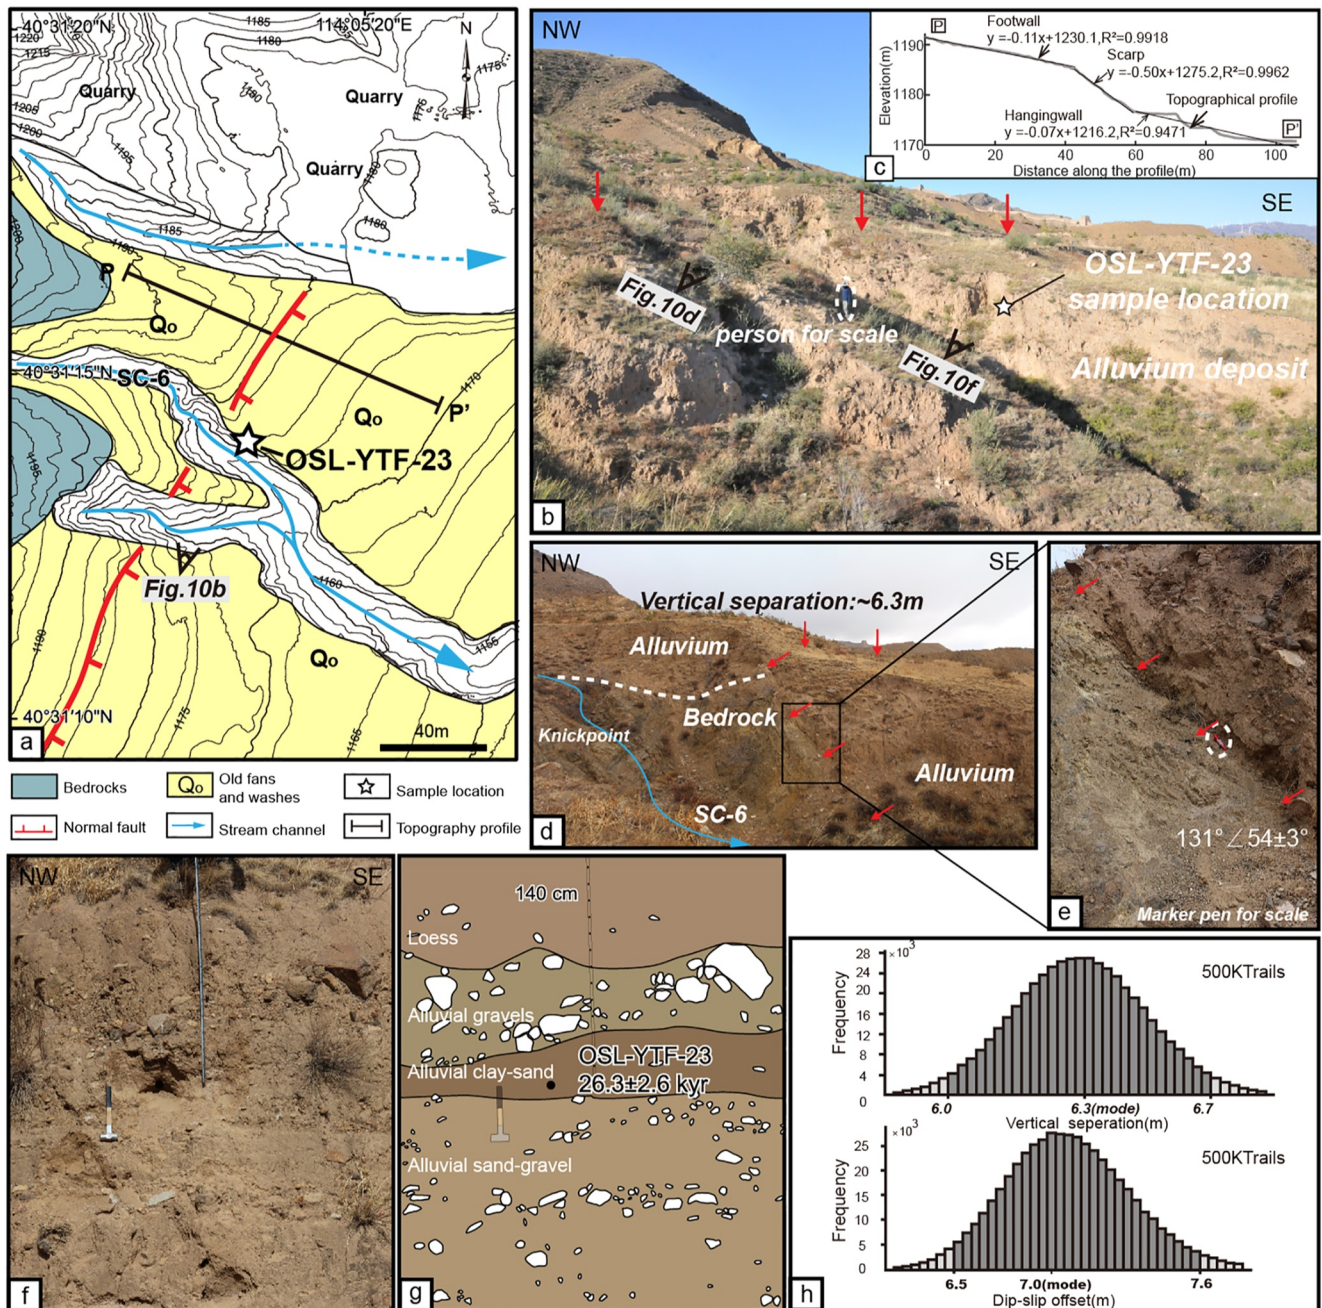 40°31'20"N
114°05'20"E
1185
1180
N
1220
1215
1175
Quarry
Quarry
1180
1175
1205
1200
1195
Quarry
1180
1185
1180
1190
1200
P
Qo
40°31'15"N
SC-6
1170
Qo
P'
OSL-YTF-23
1195
Fig.10b
1160
1155
1190
Qo
1175
1165
40°31'10"N
40m
a
Bedrocks
Qo
Old fans
and washes
Sample location
Normal fault
Stream channel
Topography profile
NW
SE
OSL-YTF-23
sample location
Fig.10d
person for scale
Fig.10f
Alluvium deposit
b
P
Footwall
y =-0.11x+1230.1,R²=0.9918
Scarp
y =-0.50x+1275.2,R²=0.9962
Hangingwall
Topographical profile
y =-0.07x+1216.2,R²=0.9471
P'
Elevation(m)
1190
1180
1170
0 20 40 60 80 100
Distance along the profile(m)
c
NW
SE
Vertical separation:~6.3m
Alluvium
Bedrock
Knickpoint
Alluvium
SC-6
d
131°∠54±3°
Marker pen for scale
e
NW
SE
f
140 cm
Loess
Alluvial gravels
OSL-YTF-23
Alluvial clay-sand
26.3±2.6 kyr
Alluvial sand-gravel
g
×10³
28
24
20
16
12
8
4
0
Frequency
500KTrails
6.0 6.3(mode) 6.7
Vertical seperation(m)
×10³
25
20
15
10
5
0
Frequency
500KTrails
6.5 7.0(mode) 7.6
Dip-slip offset(m)
h